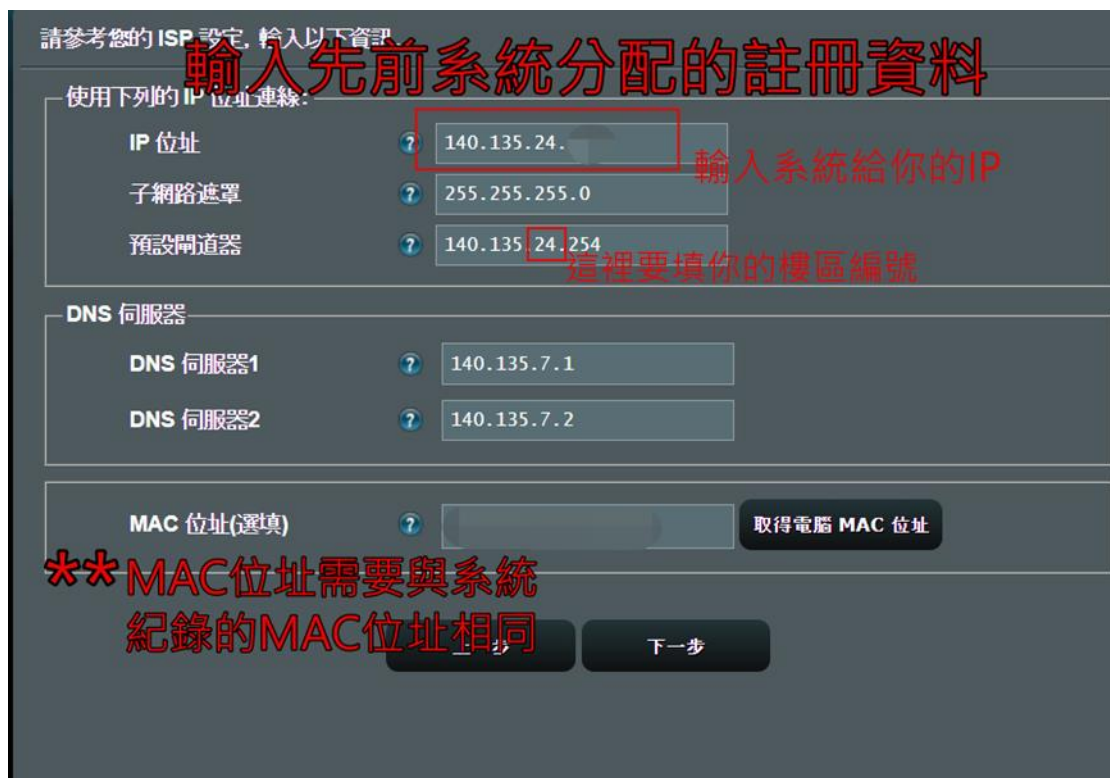 請參考您的 ISP 設定, 輸入以下資訊
輸入先前系統分配的註冊資料
使用下列的 IP 位址連線:
IP 位址 ? 140.135.24.
輸入系統給你的IP
子網路遮罩 ? 255.255.255.0
預設閘道器 ? 140.135.24.254
這裡要填你的樓區編號
DNS 伺服器
DNS 伺服器1 ? 140.135.7.1
DNS 伺服器2 ? 140.135.7.2
MAC 位址(選填) ? 取得電腦 MAC 位址
**MAC位址需要與系統
紀錄的MAC位址相同
上一步 下一步